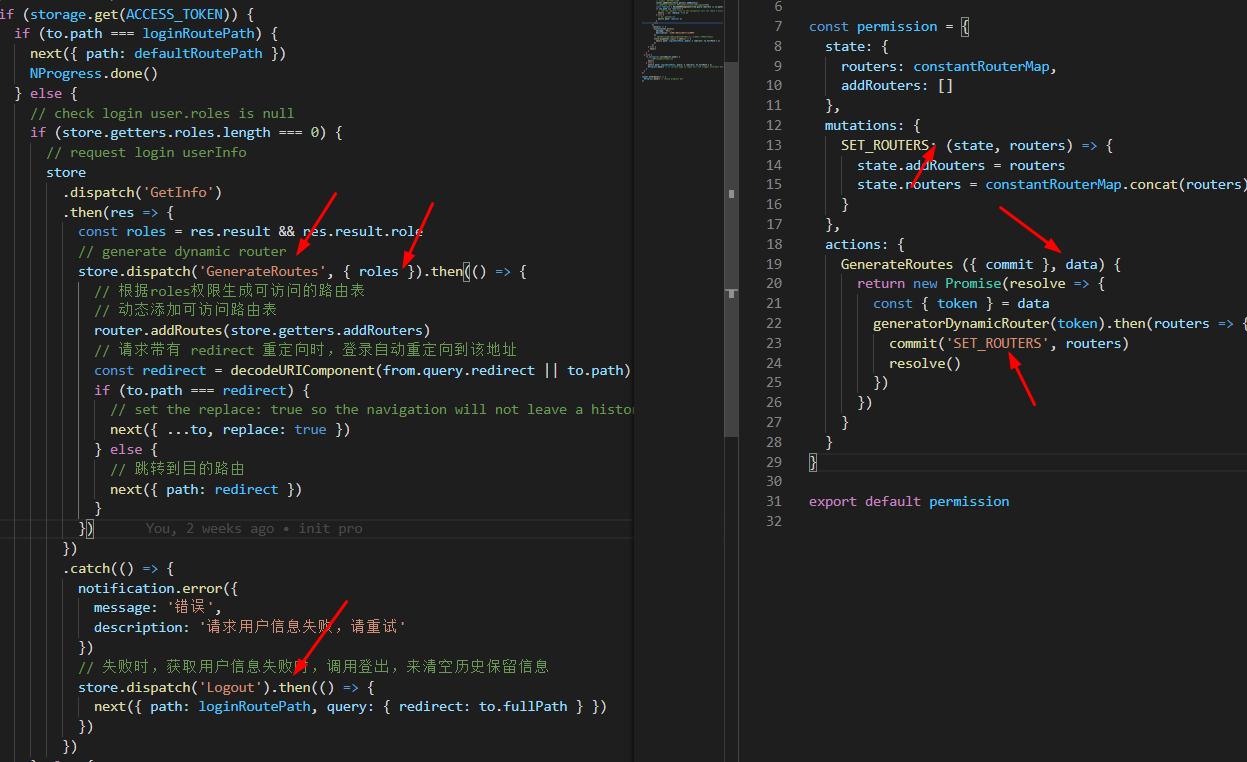 if (storage.get(ACCESS_TOKEN)) {
if (to.path === loginRoutePath) {
next({ path: defaultRoutePath })
NProgress.done()
} else {
// check login user.roles is null
if (store.getters.roles.length === 0) {
// request login userInfo
store
.dispatch('GetInfo')
.then(res => {
const roles = res.result && res.result.role
// generate dynamic router
store.dispatch('GenerateRoutes', { roles }).then(() => {
// 根据roles权限生成可访问的路由表
// 动态添加可访问路由表
router.addRoutes(store.getters.addRouters)
// 请求带有 redirect 重定向时，登录自动重定向到该地址
const redirect = decodeURIComponent(from.query.redirect || to.path)
if (to.path === redirect) {
// set the replace: true so the navigation will not leave a histor
next({ ...to, replace: true })
} else {
// 跳转到目的路由
next({ path: redirect })
}
}) You, 2 weeks ago • init pro
})
.catch(() => {
notification.error({
message: '错误',
description: '请求用户信息失败，请重试'
})
// 失败时，获取用户信息失败时，调用登出，来清空历史保留信息
store.dispatch('Logout').then(() => {
next({ path: loginRoutePath, query: { redirect: to.fullPath } })
})
})
6
7 const permission = {
8 state: {
9 routers: constantRouterMap,
10 addRouters: []
11 },
12 mutations: {
13 SET_ROUTERS: (state, routers) => {
14 state.addRouters = routers
15 state.routers = constantRouterMap.concat(routers)
16 }
17 },
18 actions: {
19 GenerateRoutes ({ commit }, data) {
20 return new Promise(resolve => {
21 const { token } = data
22 generatorDynamicRouter(token).then(routers => {
23 commit('SET_ROUTERS', routers)
24 resolve()
25 })
26 })
27 }
28 }
29 }
30
31 export default permission
32